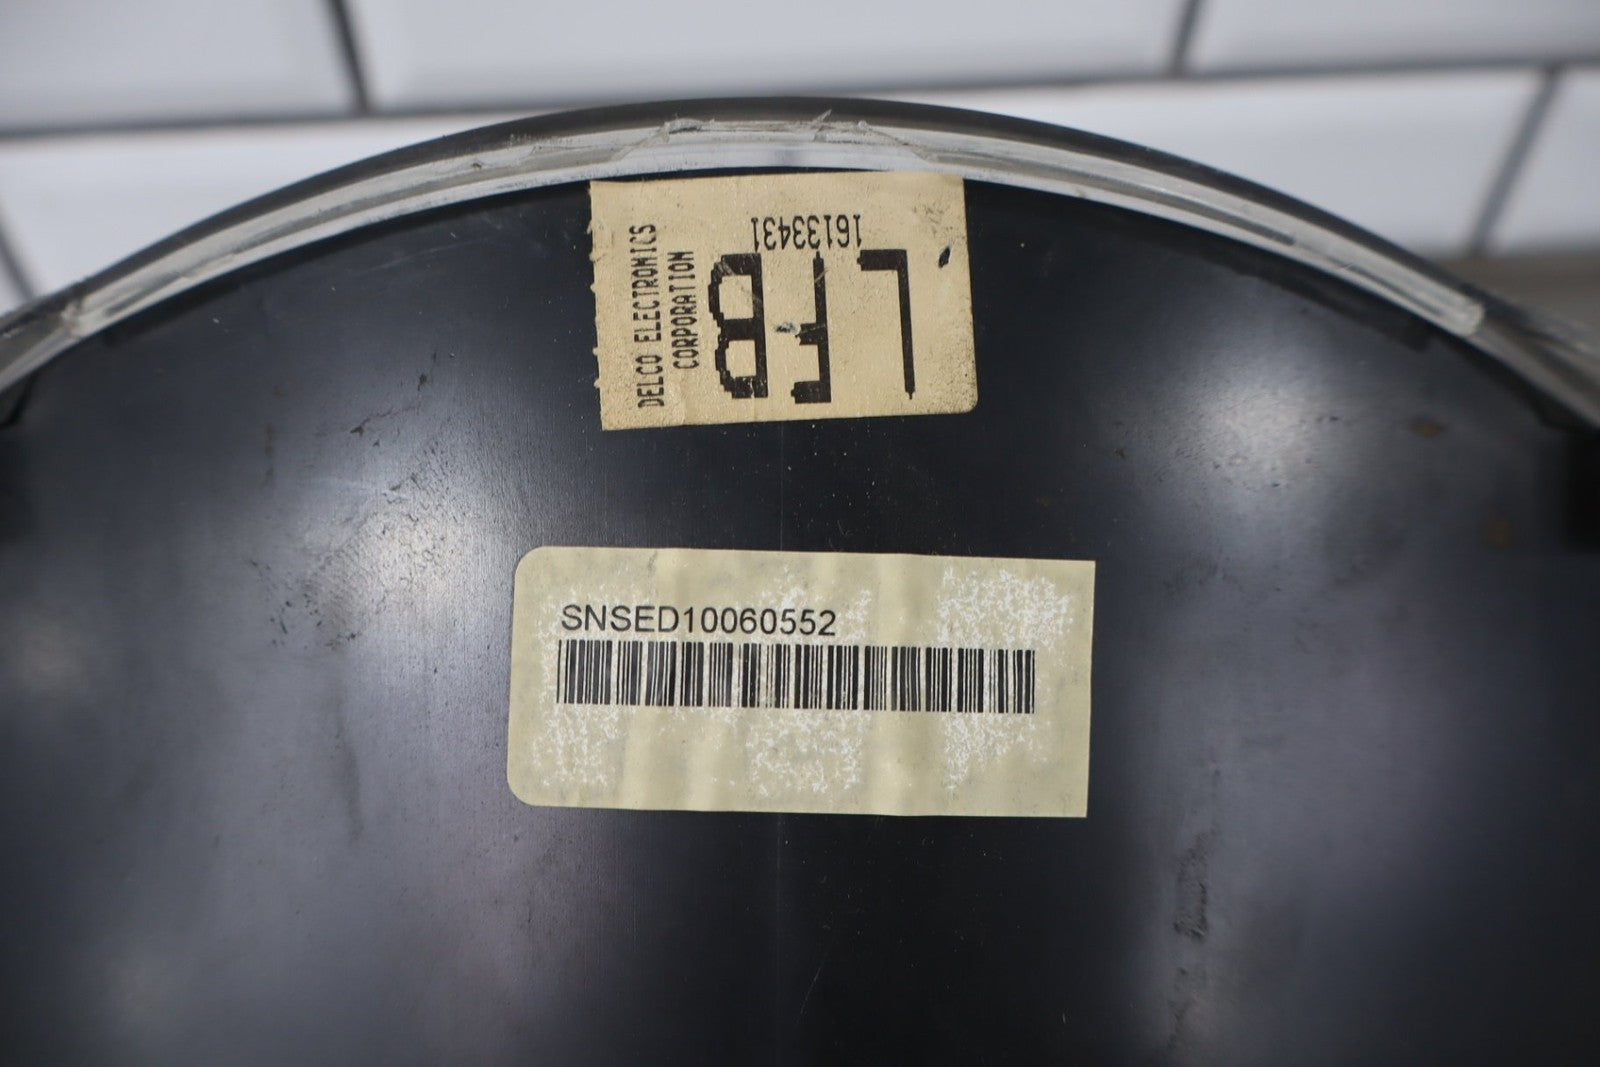 DELCO ELECTRONICS
CORPORATION
16133431
LFB
SNSED10060552